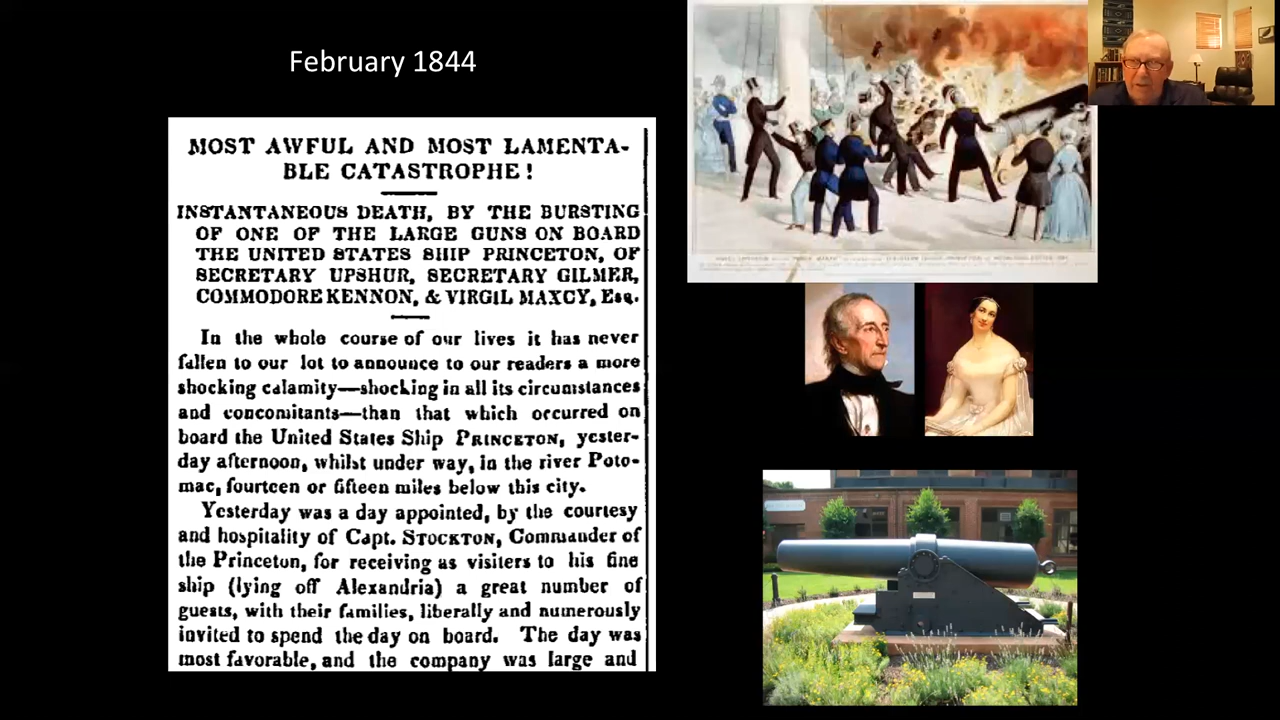 February 1844
MOST AWFUL AND MOST LAMENTA-
BLE CATASTROPHE!
INSTANTANEOUS DEATH, BY THE BURSTING
OF ONE OF THE LARGE GUNS ON BOARD
THE UNITED STATES SHIP PRINCETON, OF
SECRETARY UPSHUR, SECRETARY GILMER,
COMMODORE KENNON, & VIRGIL MAXCY, Esq.
In the whole course of our lives it has never
fallen to our lot to announce to our readers a more
shocking calamity—shocking in all its circumstances
and concomitants—than that which occurred on
board the United States Ship PRINCETON, yester-
day afternoon, whilst under way, in the river Poto-
mac, fourteen or fifteen miles below this city.
Yesterday was a day appointed, by the courtesy
and hospitality of Capt. STOCKTON, Commander of
the Princeton, for receiving as visiters to his fine
ship (lying off Alexandria) a great number of
guests, with their families, liberally and numerously
invited to spend the day on board. The day was
most favorable, and the company was large and